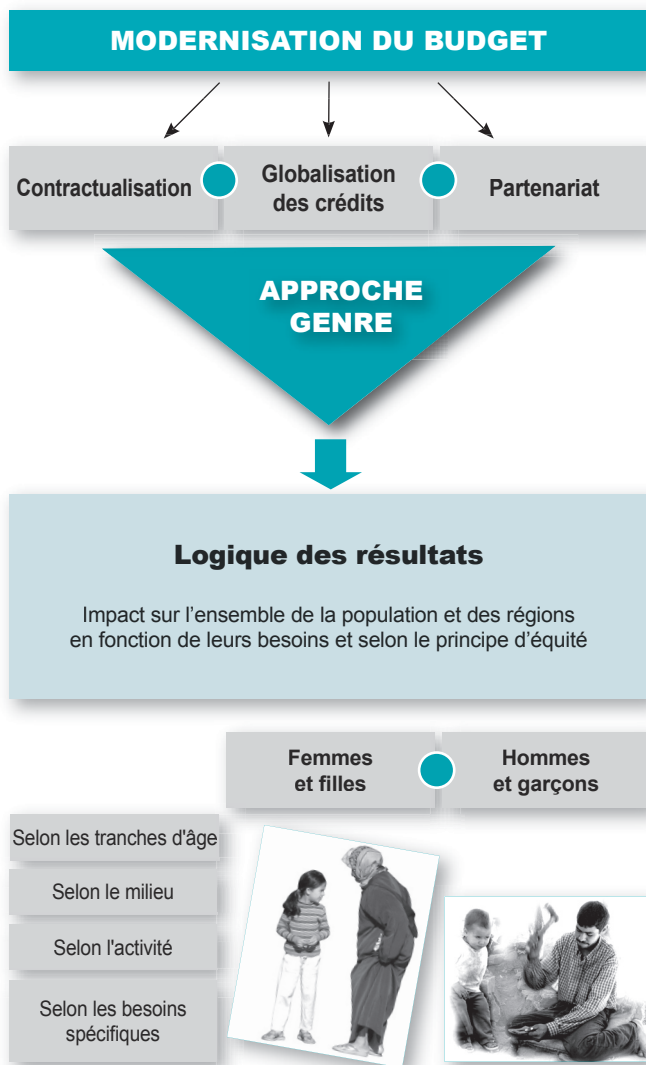 MODERNISATION DU BUDGET
Contractualisation
Globalisation
des crédits
Partenariat
APPROCHE
GENRE
Logique des résultats
Impact sur l’ensemble de la population et des régions
en fonction de leurs besoins et selon le principe d’équité
Femmes
et filles
Hommes
et garçons
Selon les tranches d'âge
Selon le milieu
Selon l'activité
Selon les besoins
spécifiques